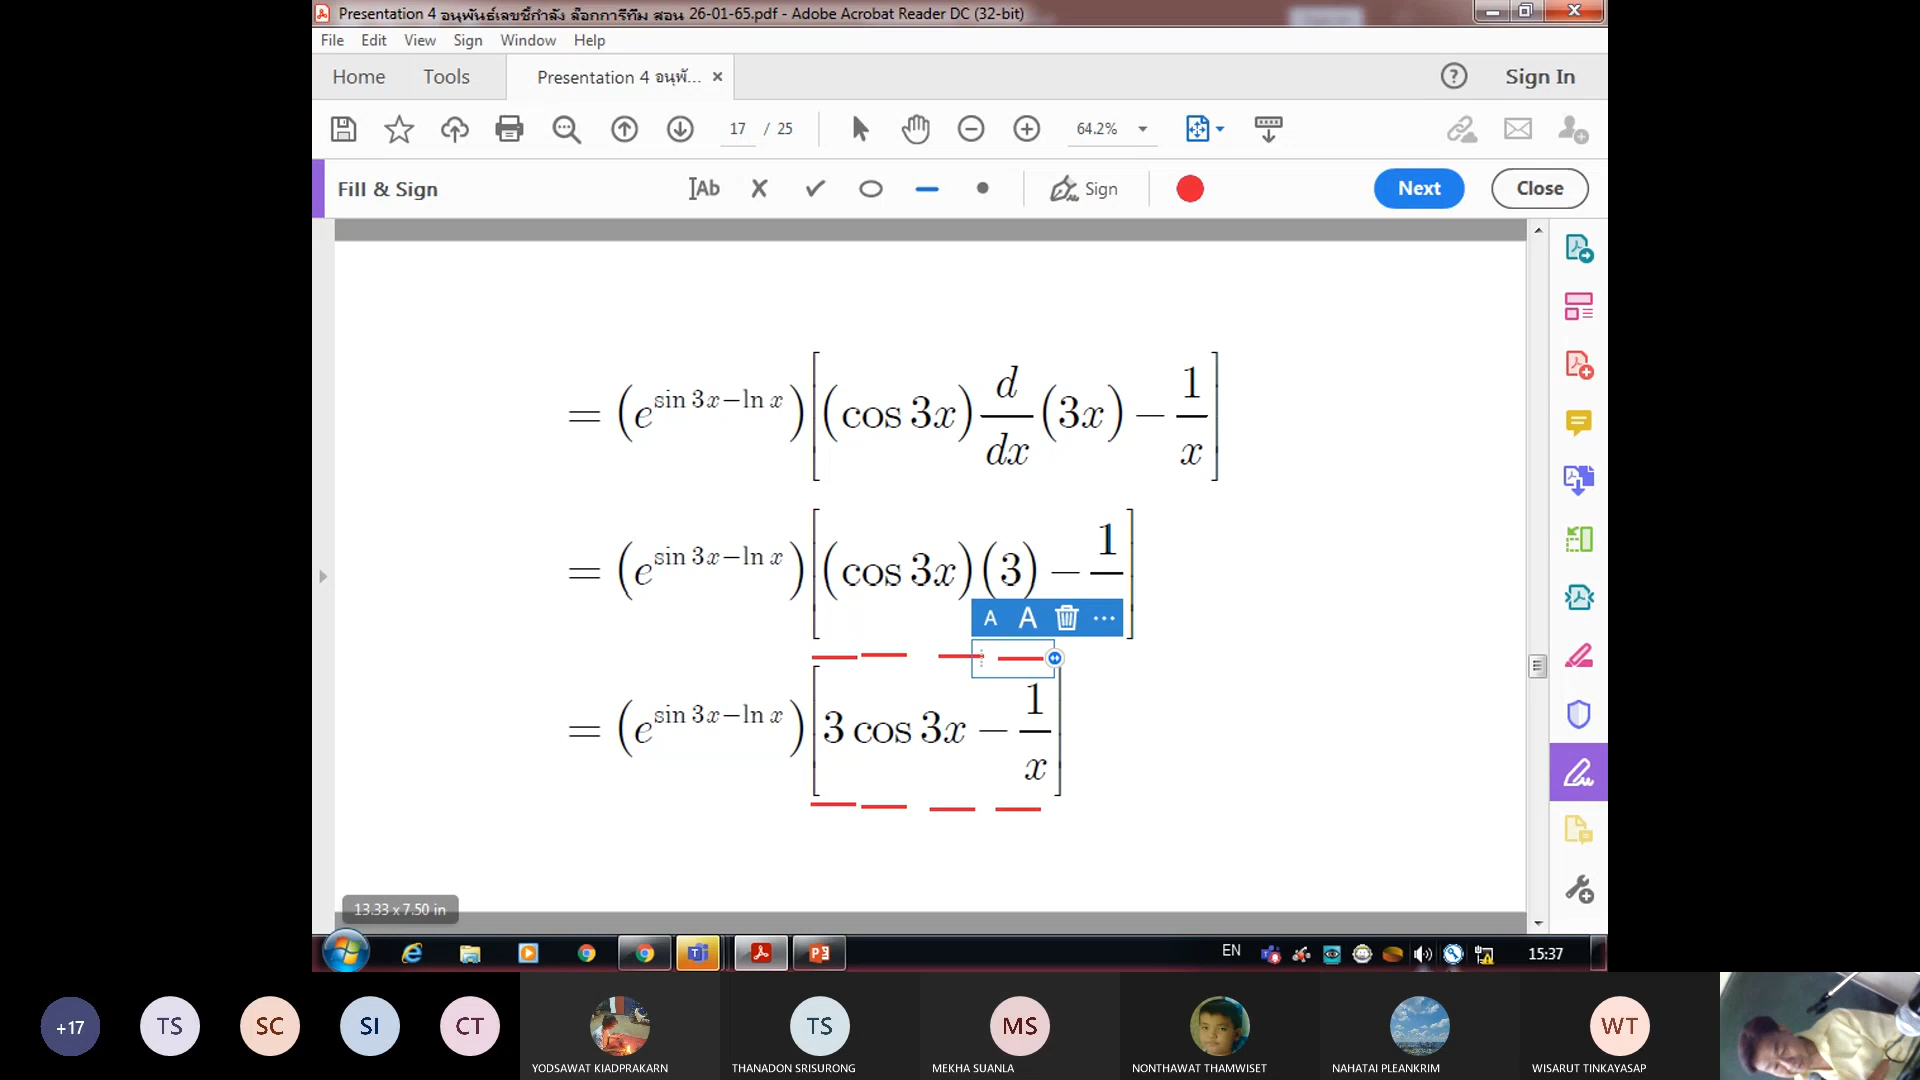 Presentation 4 อนุพันธ์เลขชี้กำลัง ล๊อกการีทึม สอน 26-01-65.pdf - Adobe Acrobat Reader DC (32-bit)
File Edit View Sign Window Help
Home Tools Presentation 4 อนุพั... × ? Sign In
17 / 25 64.2%
Fill & Sign IAb Sign Next Close
= (e^{sin 3x−ln x})[(cos 3x) d/dx (3x) − 1/x]
= (e^{sin 3x−ln x})[(cos 3x)(3) − 1
A A ...
= (e^{sin 3x−ln x})[3 cos 3x − 1/x]
13.33 x 7.50 in
EN 15:37
+17 TS SC SI CT TS MS WT
YODSAWAT KIADPRAKARN THANADON SRISURONG MEKHA SUANLA NONTHAWAT THAMWISET NAHATAI PLEANKRIM WISARUT TINKAYASAP